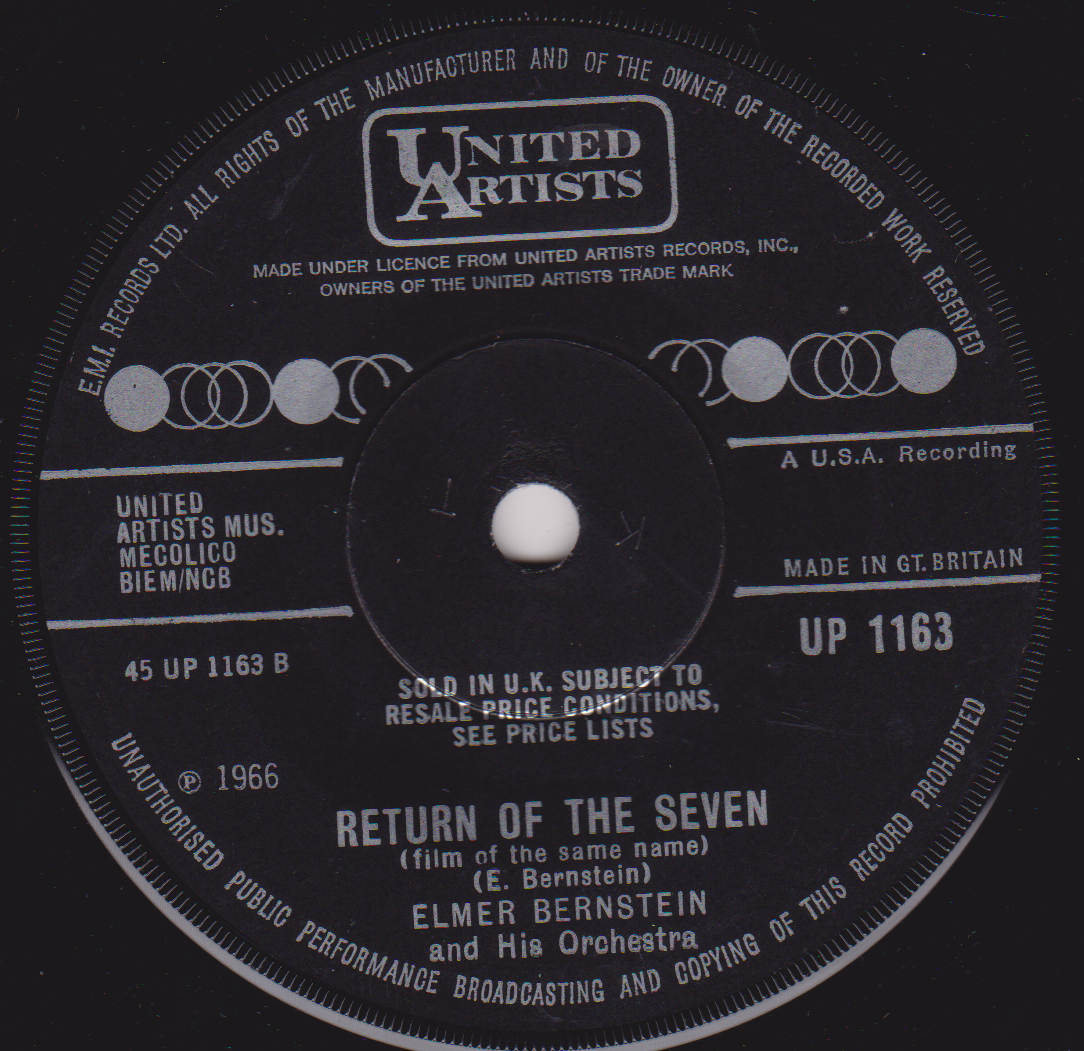 E.M.I. RECORDS LTD. ALL RIGHTS OF THE MANUFACTURER AND OF THE OWNER OF THE RECORDED WORK RESERVED
UNITED
ARTISTS
MADE UNDER LICENCE FROM UNITED ARTISTS RECORDS, INC.,
OWNERS OF THE UNITED ARTISTS TRADE MARK
A U.S.A. Recording
UNITED
ARTISTS MUS.
MECOLICO
BIEM/NCB
MADE IN GT. BRITAIN
UP 1163
45 UP 1163 B
SOLD IN U.K. SUBJECT TO
RESALE PRICE CONDITIONS,
SEE PRICE LISTS
℗ 1966
RETURN OF THE SEVEN
(film of the same name)
(E. Bernstein)
ELMER BERNSTEIN
and His Orchestra
UNAUTHORISED PUBLIC PERFORMANCE BROADCASTING AND COPYING OF THIS RECORD PROHIBITED